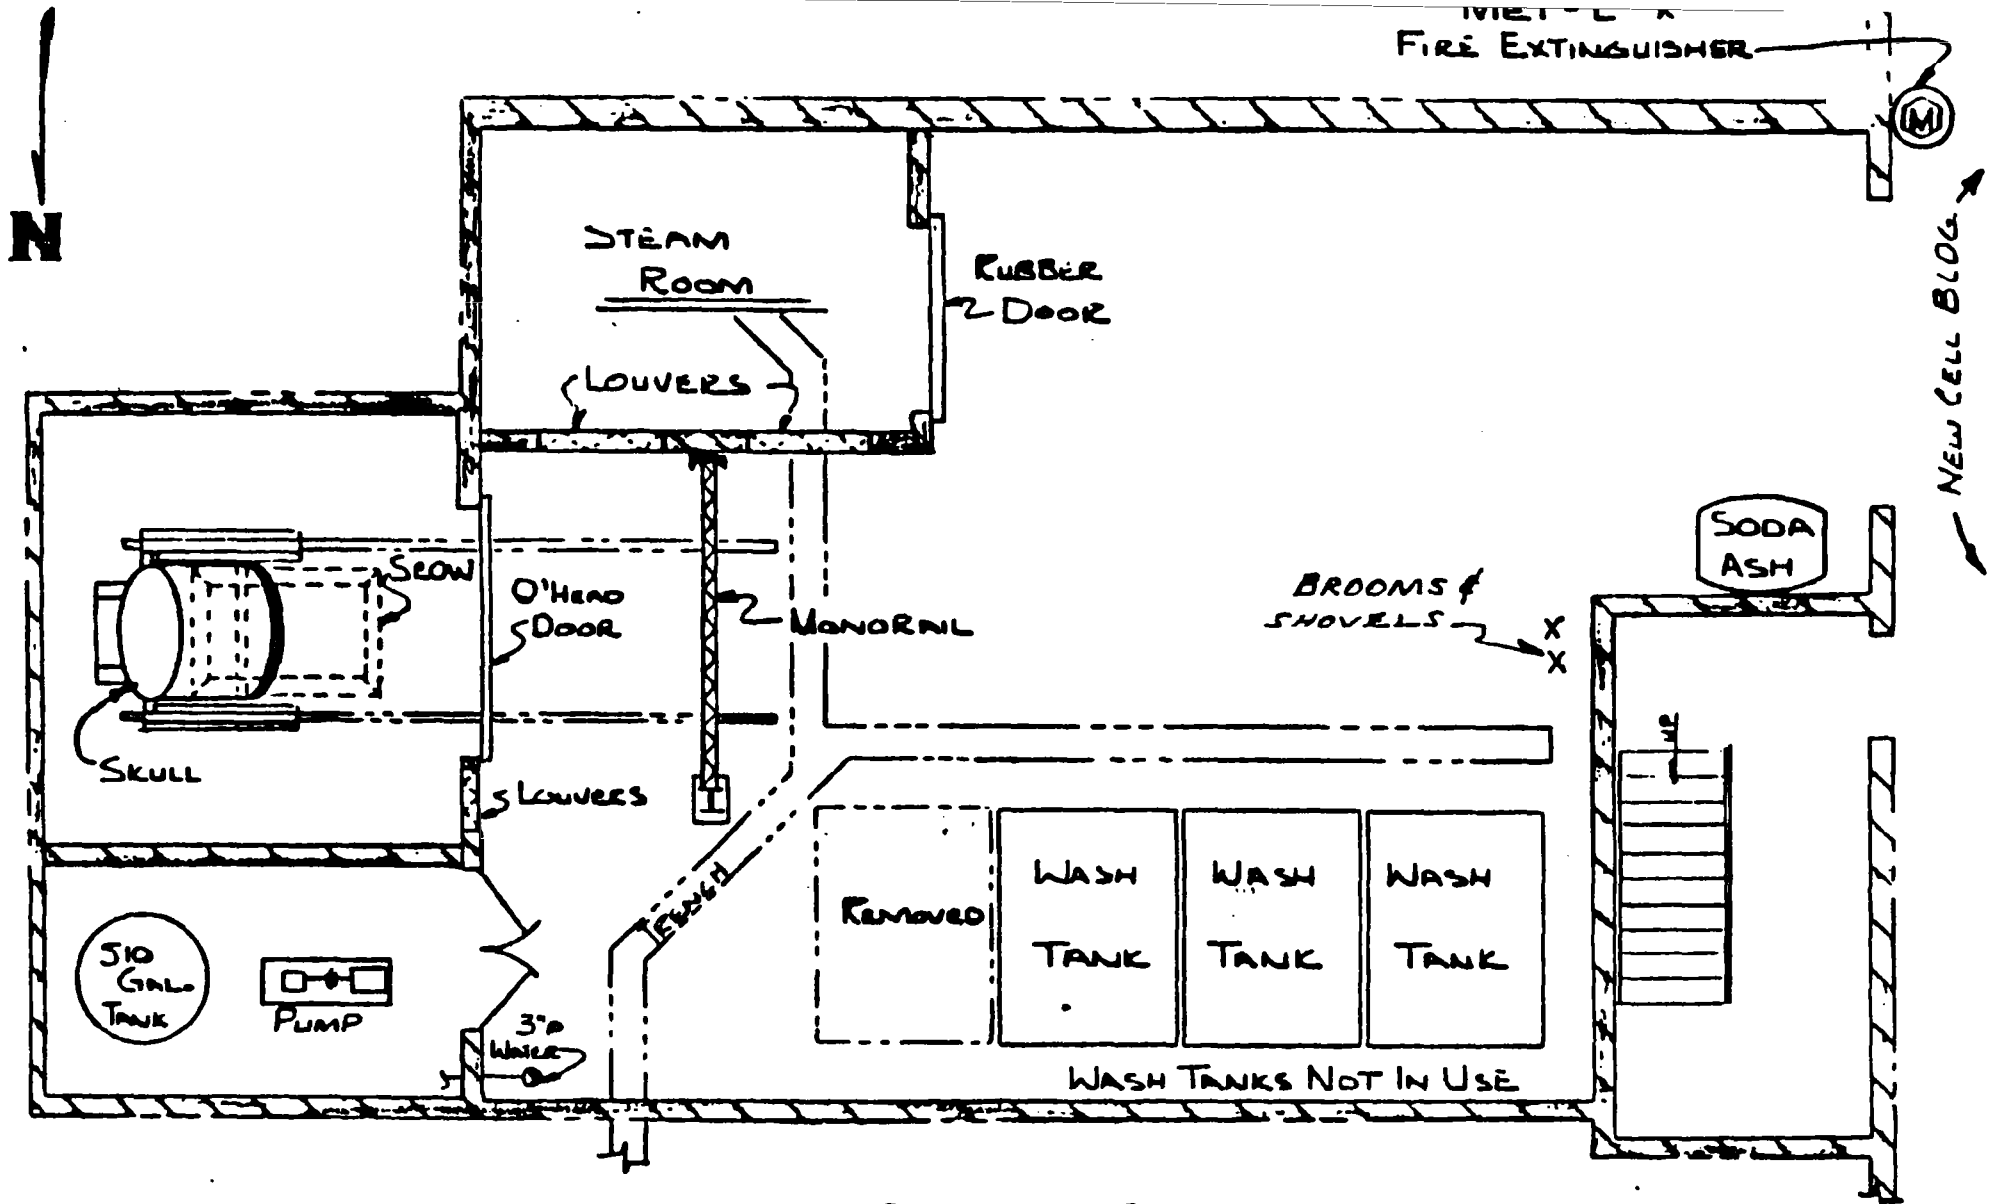 FIRE EXTINGUISHER
M
N
STEAM
ROOM
RUBBER
DOOR
NEW CELL BLDG
LOUVERS
SODA
ASH
SCOW
O'HEAD
DOOR
BROOMS &
SHOVELS
X
X
MONORAIL
UP
SKULL
LOUVERS
TRENCH
REMOVED
WASH
TANK
WASH
TANK
WASH
TANK
510
GAL.
TANK
PUMP
3"φ
WATER
WASH TANKS NOT IN USE